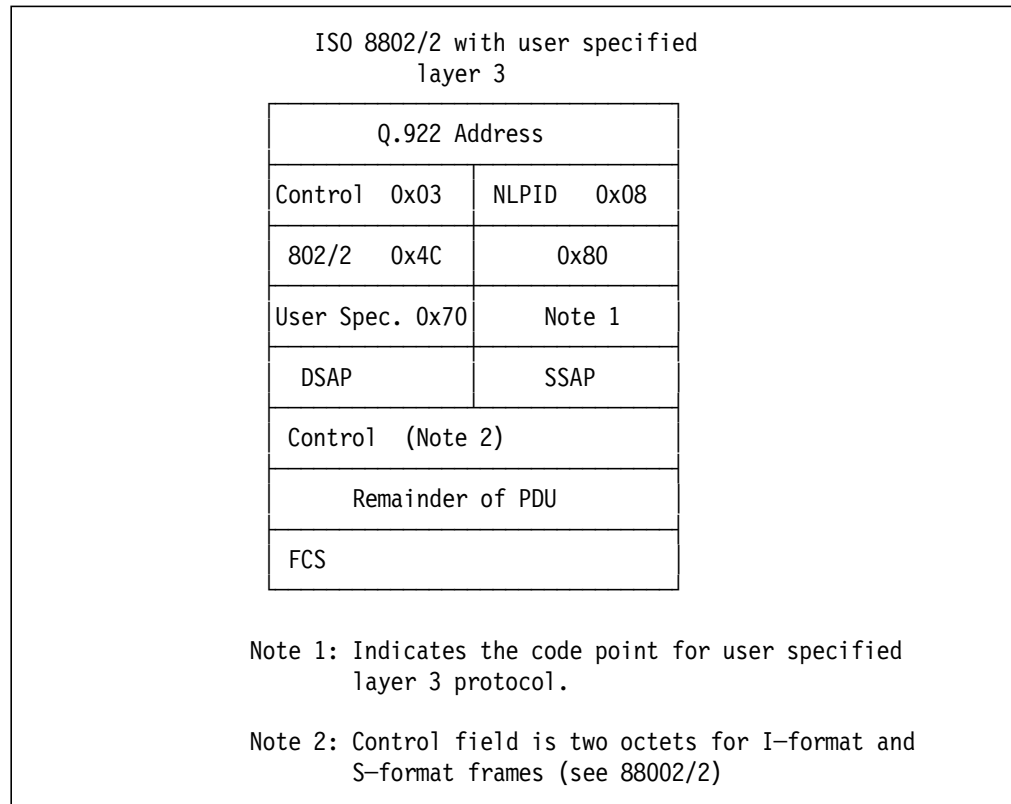 ISO 8802/2 with user specified
layer 3
Q.922 Address
Control 0x03 NLPID 0x08
802/2 0x4C 0x80
User Spec. 0x70 Note 1
DSAP SSAP
Control (Note 2)
Remainder of PDU
FCS
Note 1: Indicates the code point for user specified
layer 3 protocol.
Note 2: Control field is two octets for I–format and
S–format frames (see 88002/2)